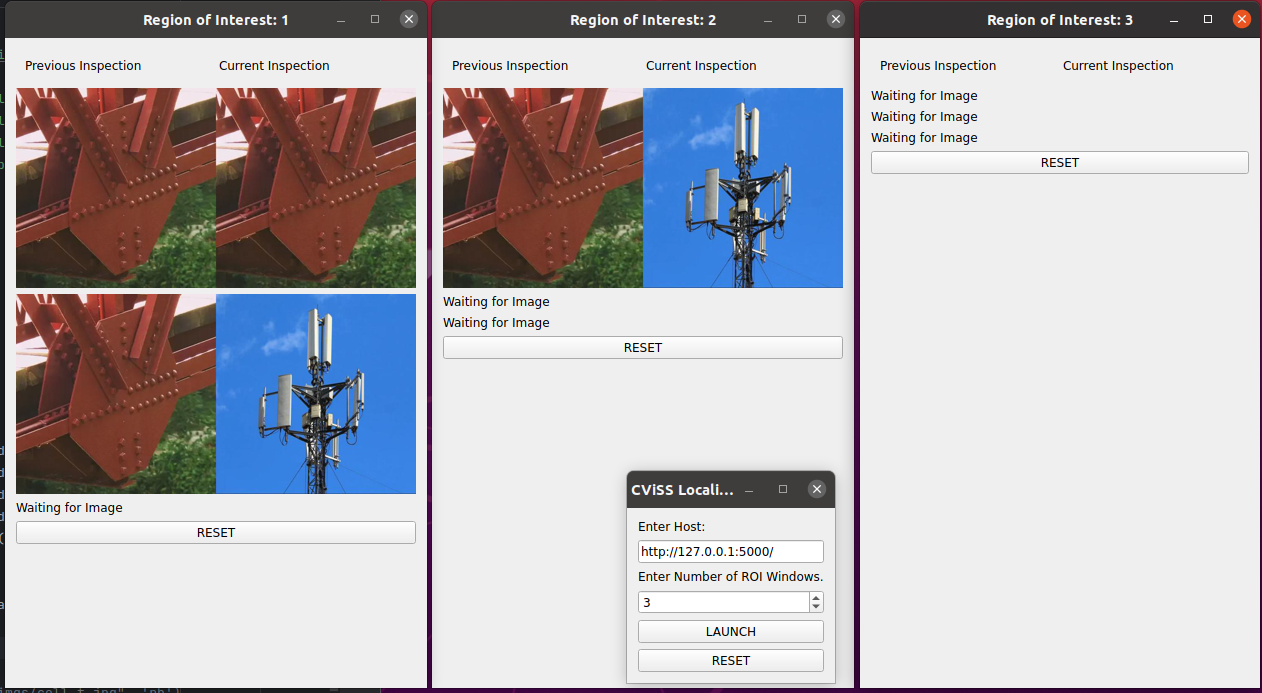 Region of Interest: 1
Previous Inspection
Current Inspection
Waiting for Image
RESET
Region of Interest: 2
Previous Inspection
Current Inspection
Waiting for Image
Waiting for Image
RESET
CViSS Locali...
Enter Host:
http://127.0.0.1:5000/
Enter Number of ROI Windows.
3
LAUNCH
RESET
Region of Interest: 3
Previous Inspection
Current Inspection
Waiting for Image
Waiting for Image
Waiting for Image
RESET